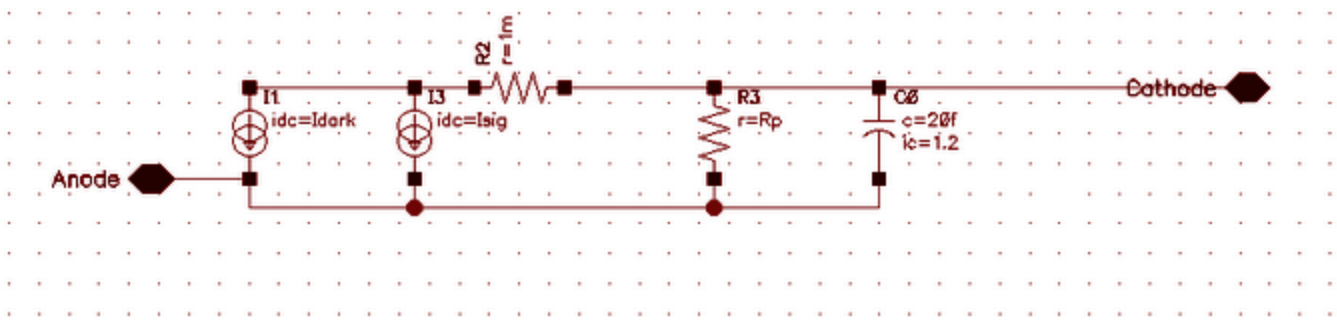 R2
r=1m
I1
idc=Idark
I3
idc=Isig
R3
r=Rp
C0
c=20f
ic=1.2
Cathode
Anode